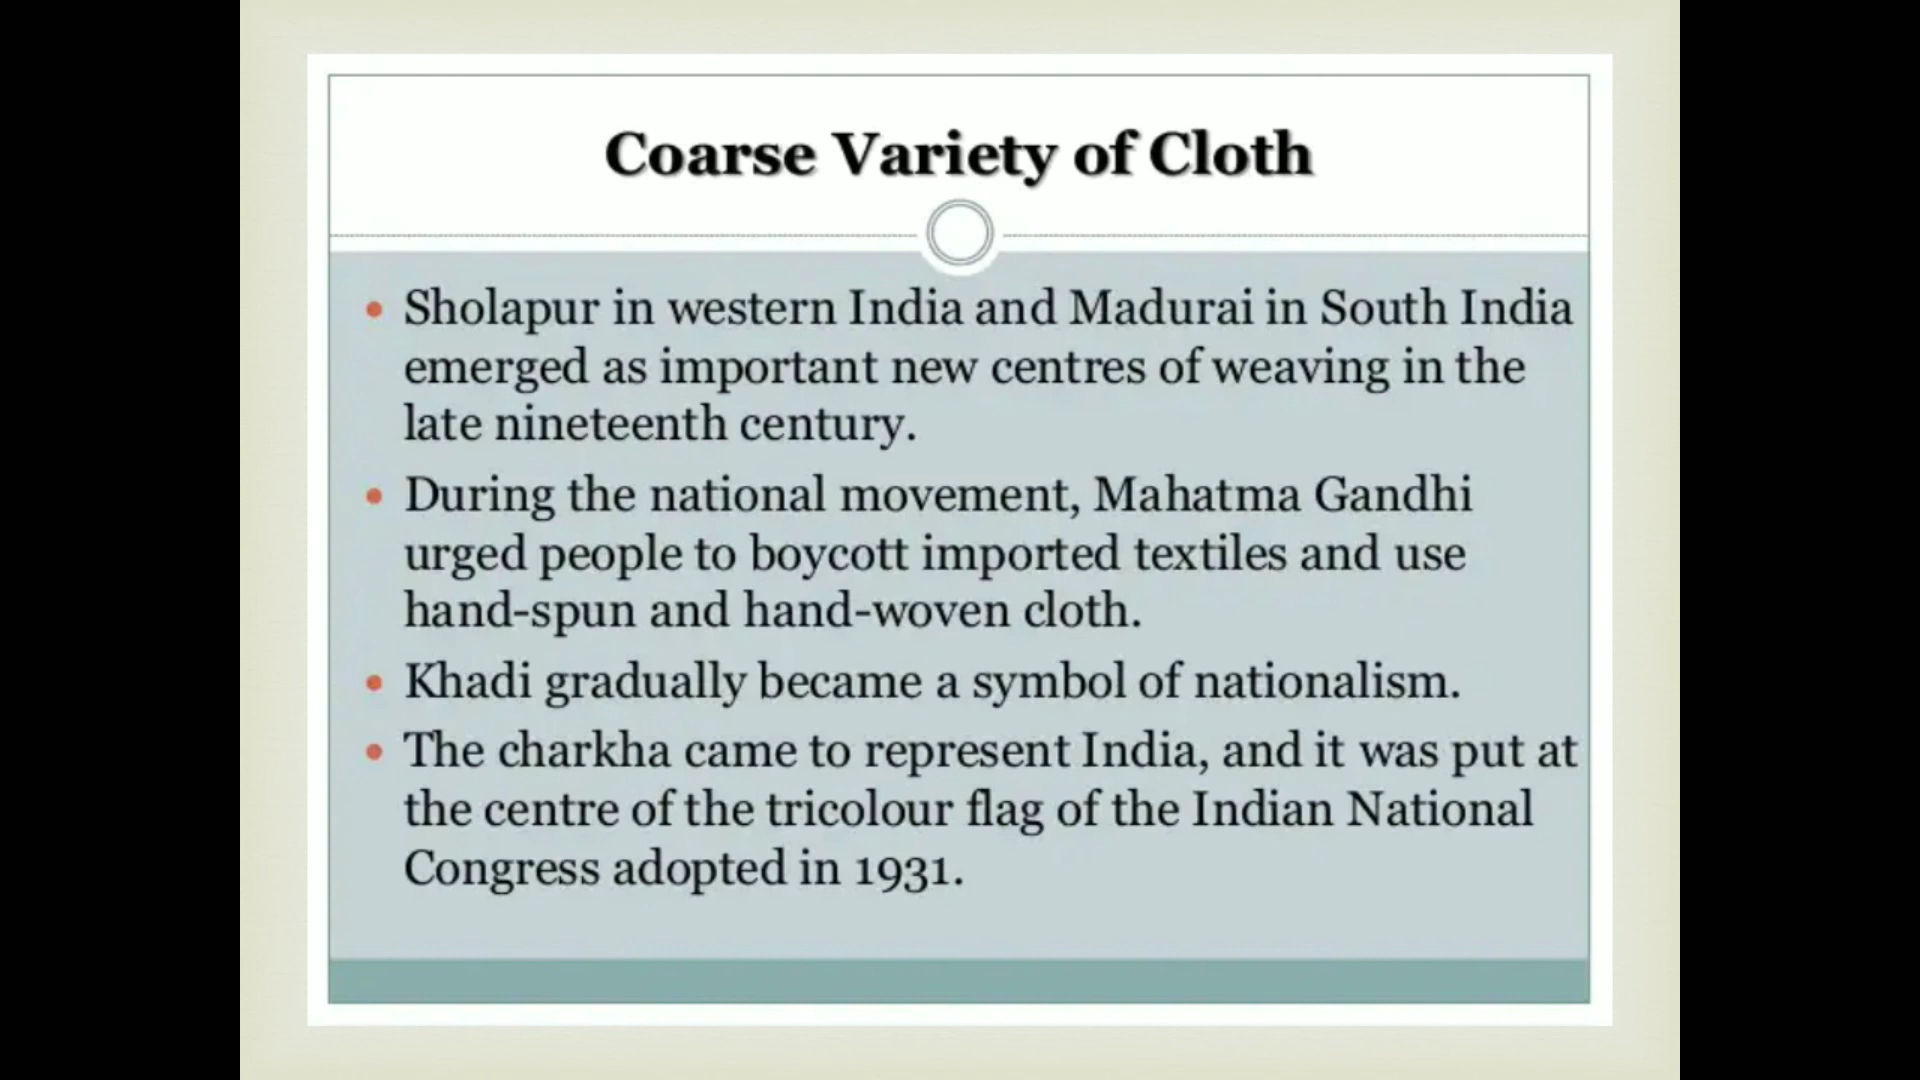 Coarse Variety of Cloth
Sholapur in western India and Madurai in South India
emerged as important new centres of weaving in the
late nineteenth century.
During the national movement, Mahatma Gandhi
urged people to boycott imported textiles and use
hand-spun and hand-woven cloth.
Khadi gradually became a symbol of nationalism.
The charkha came to represent India, and it was put at
the centre of the tricolour flag of the Indian National
Congress adopted in 1931.